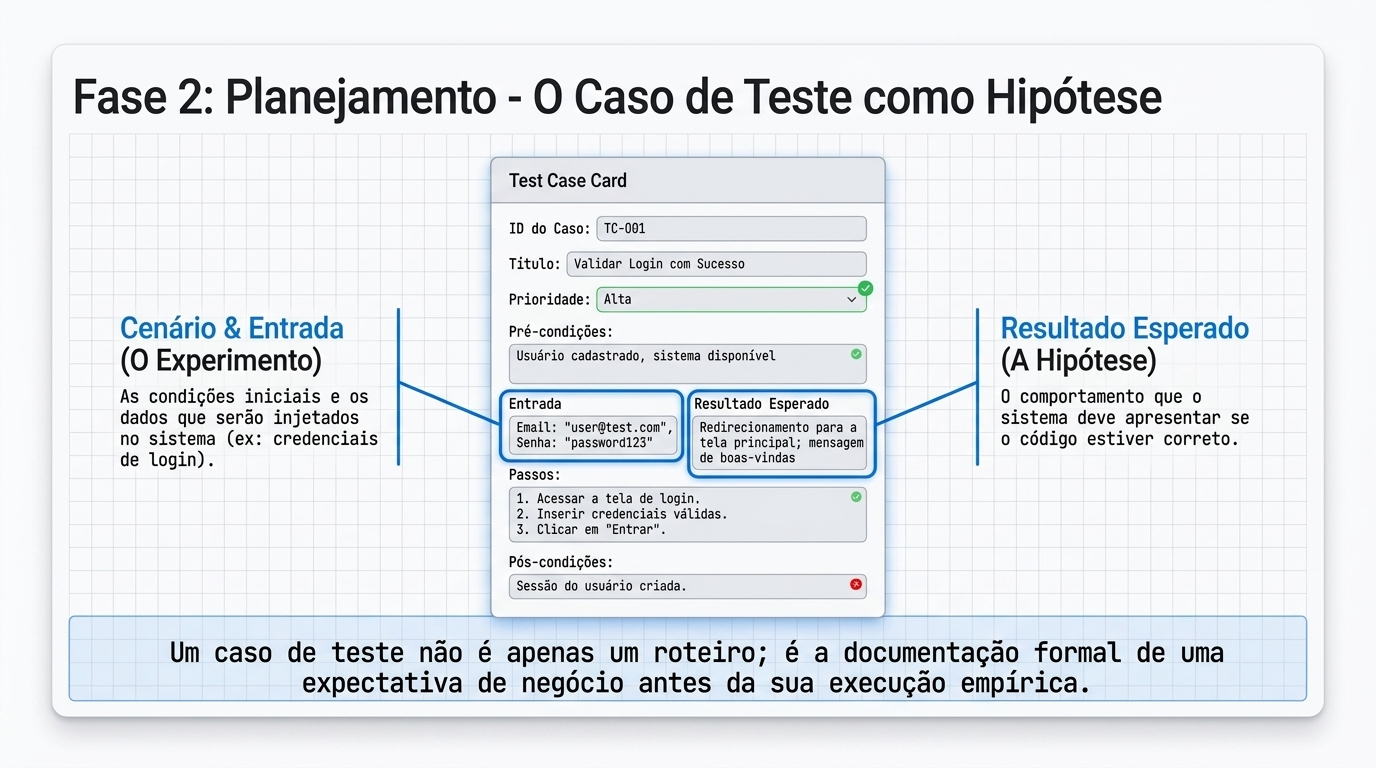 Fase 2: Planejamento - O Caso de Teste como Hipótese
Test Case Card
ID do Caso: TC-001
Titulo: Validar Login com Sucesso
Prioridade: Alta
Pré-condições:
Usuário cadastrado, sistema disponível
Cenário & Entrada
(O Experimento)
As condições iniciais e os
dados que serão injetados
no sistema (ex: credenciais
de login).
Entrada
Email: "user@test.com",
Senha: "password123"
Resultado Esperado
Redirecionamento para a
tela principal; mensagem
de boas-vindas
Resultado Esperado
(A Hipótese)
O comportamento que o
sistema deve apresentar se
o código estiver correto.
Passos:
1. Acessar a tela de login.
2. Inserir credenciais válidas.
3. Clicar em "Entrar".
Pós-condições:
Sessão do usuário criada.
Um caso de teste não é apenas um roteiro; é a documentação formal de uma
expectativa de negócio antes da sua execução empírica.